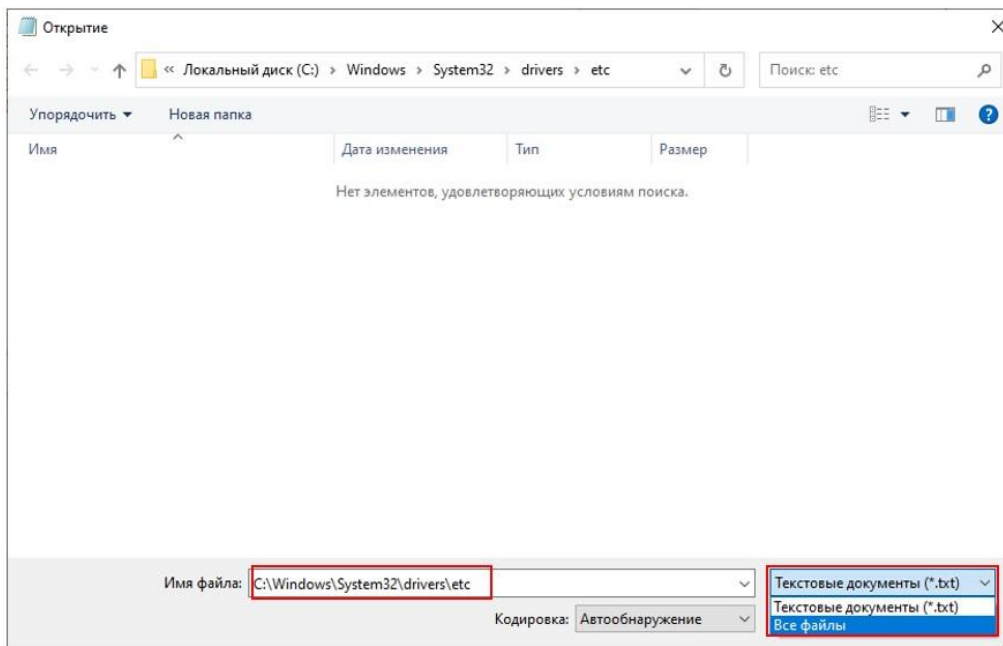 Открытие
« Локальный диск (C:) › Windows › System32 › drivers › etc
Поиск: etc
Упорядочить
Новая папка
Имя
Дата изменения
Тип
Размер
Нет элементов, удовлетворяющих условиям поиска.
Имя файла: C:\Windows\System32\drivers\etc
Текстовые документы (*.txt)
Текстовые документы (*.txt)
Кодировка: Автообнаружение
Все файлы